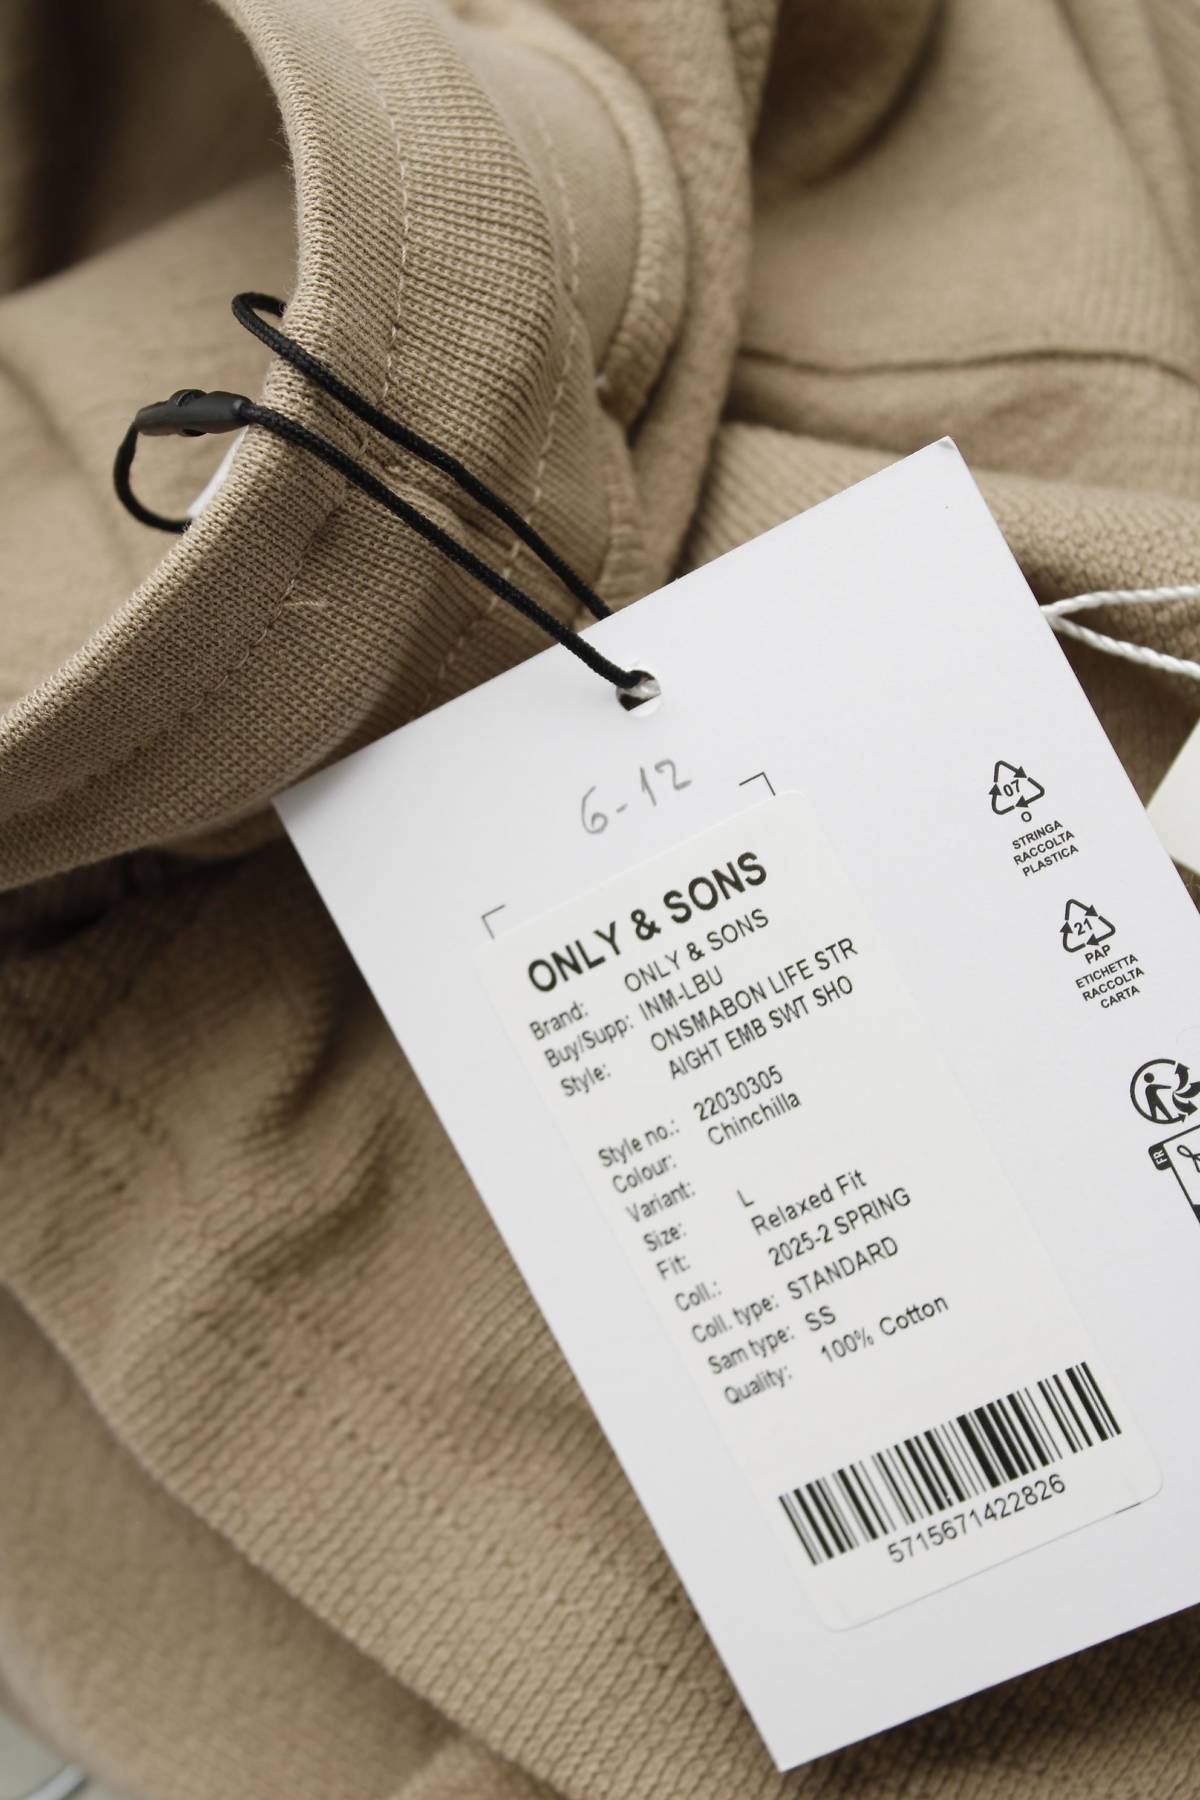 6-12
ONLY & SONS
Brand: ONLY & SONS
Buy/Supp: INM-LBU
Style: ONSMABON LIFE STR
AIGHT EMB SWT SHO
Style no.: 22030305
Colour: Chinchilla
Variant:
Size: L
Fit: Relaxed Fit
Coll.: 2025-2 SPRING
Coll. type: STANDARD
Sam type: SS
Quality: 100% Cotton
5715671422826
07
O
STRINGA
RACCOLTA
PLASTICA
21
PAP
ETICHETTA
RACCOLTA
CARTA
FR